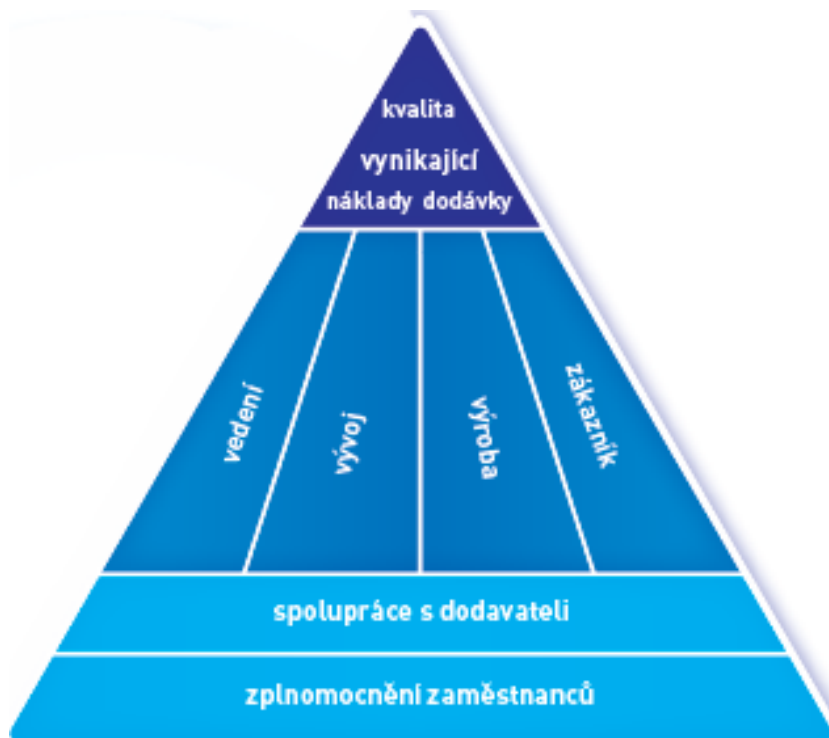 kvalita
vynikající
náklady dodávky
vedení
vývoj
výroba
zákazník
spolupráce s dodavateli
zplnomocnění zaměstnanců